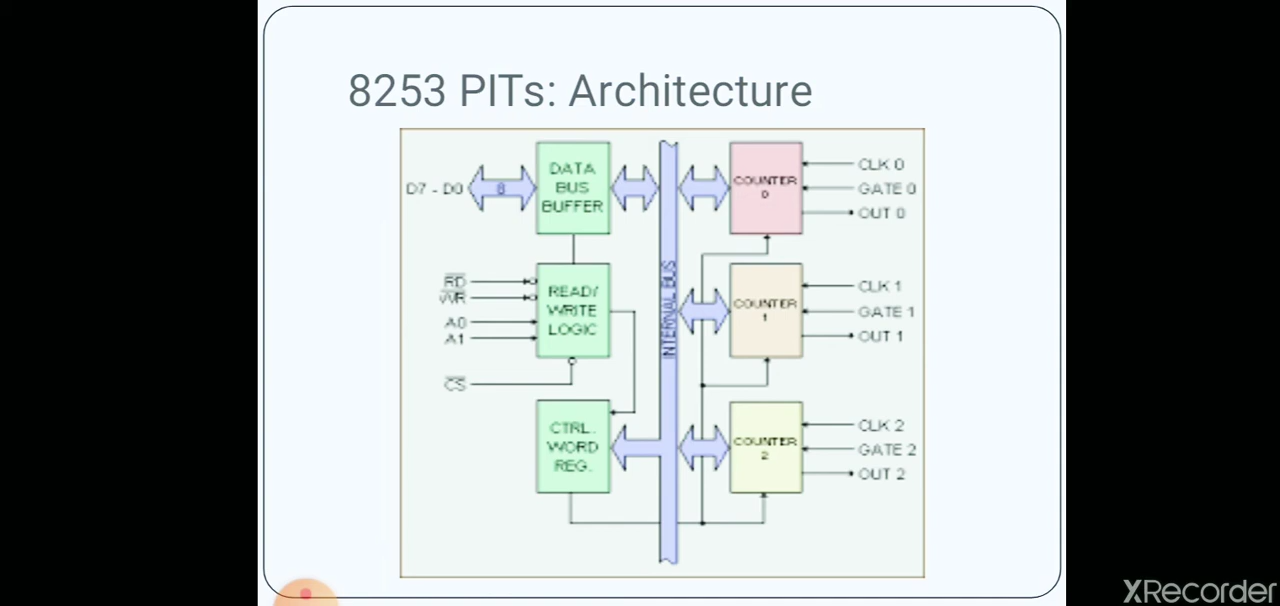 8253 PITs: Architecture
D7 - D0
8
DATA
BUS
BUFFER
COUNTER
0
CLK 0
GATE 0
OUT 0
RD
WR
A0
A1
CS
READ/
WRITE
LOGIC
INTERNAL BUS
COUNTER
1
CLK 1
GATE 1
OUT 1
CTRL.
WORD
REG.
COUNTER
2
CLK 2
GATE 2
OUT 2
XRecorder